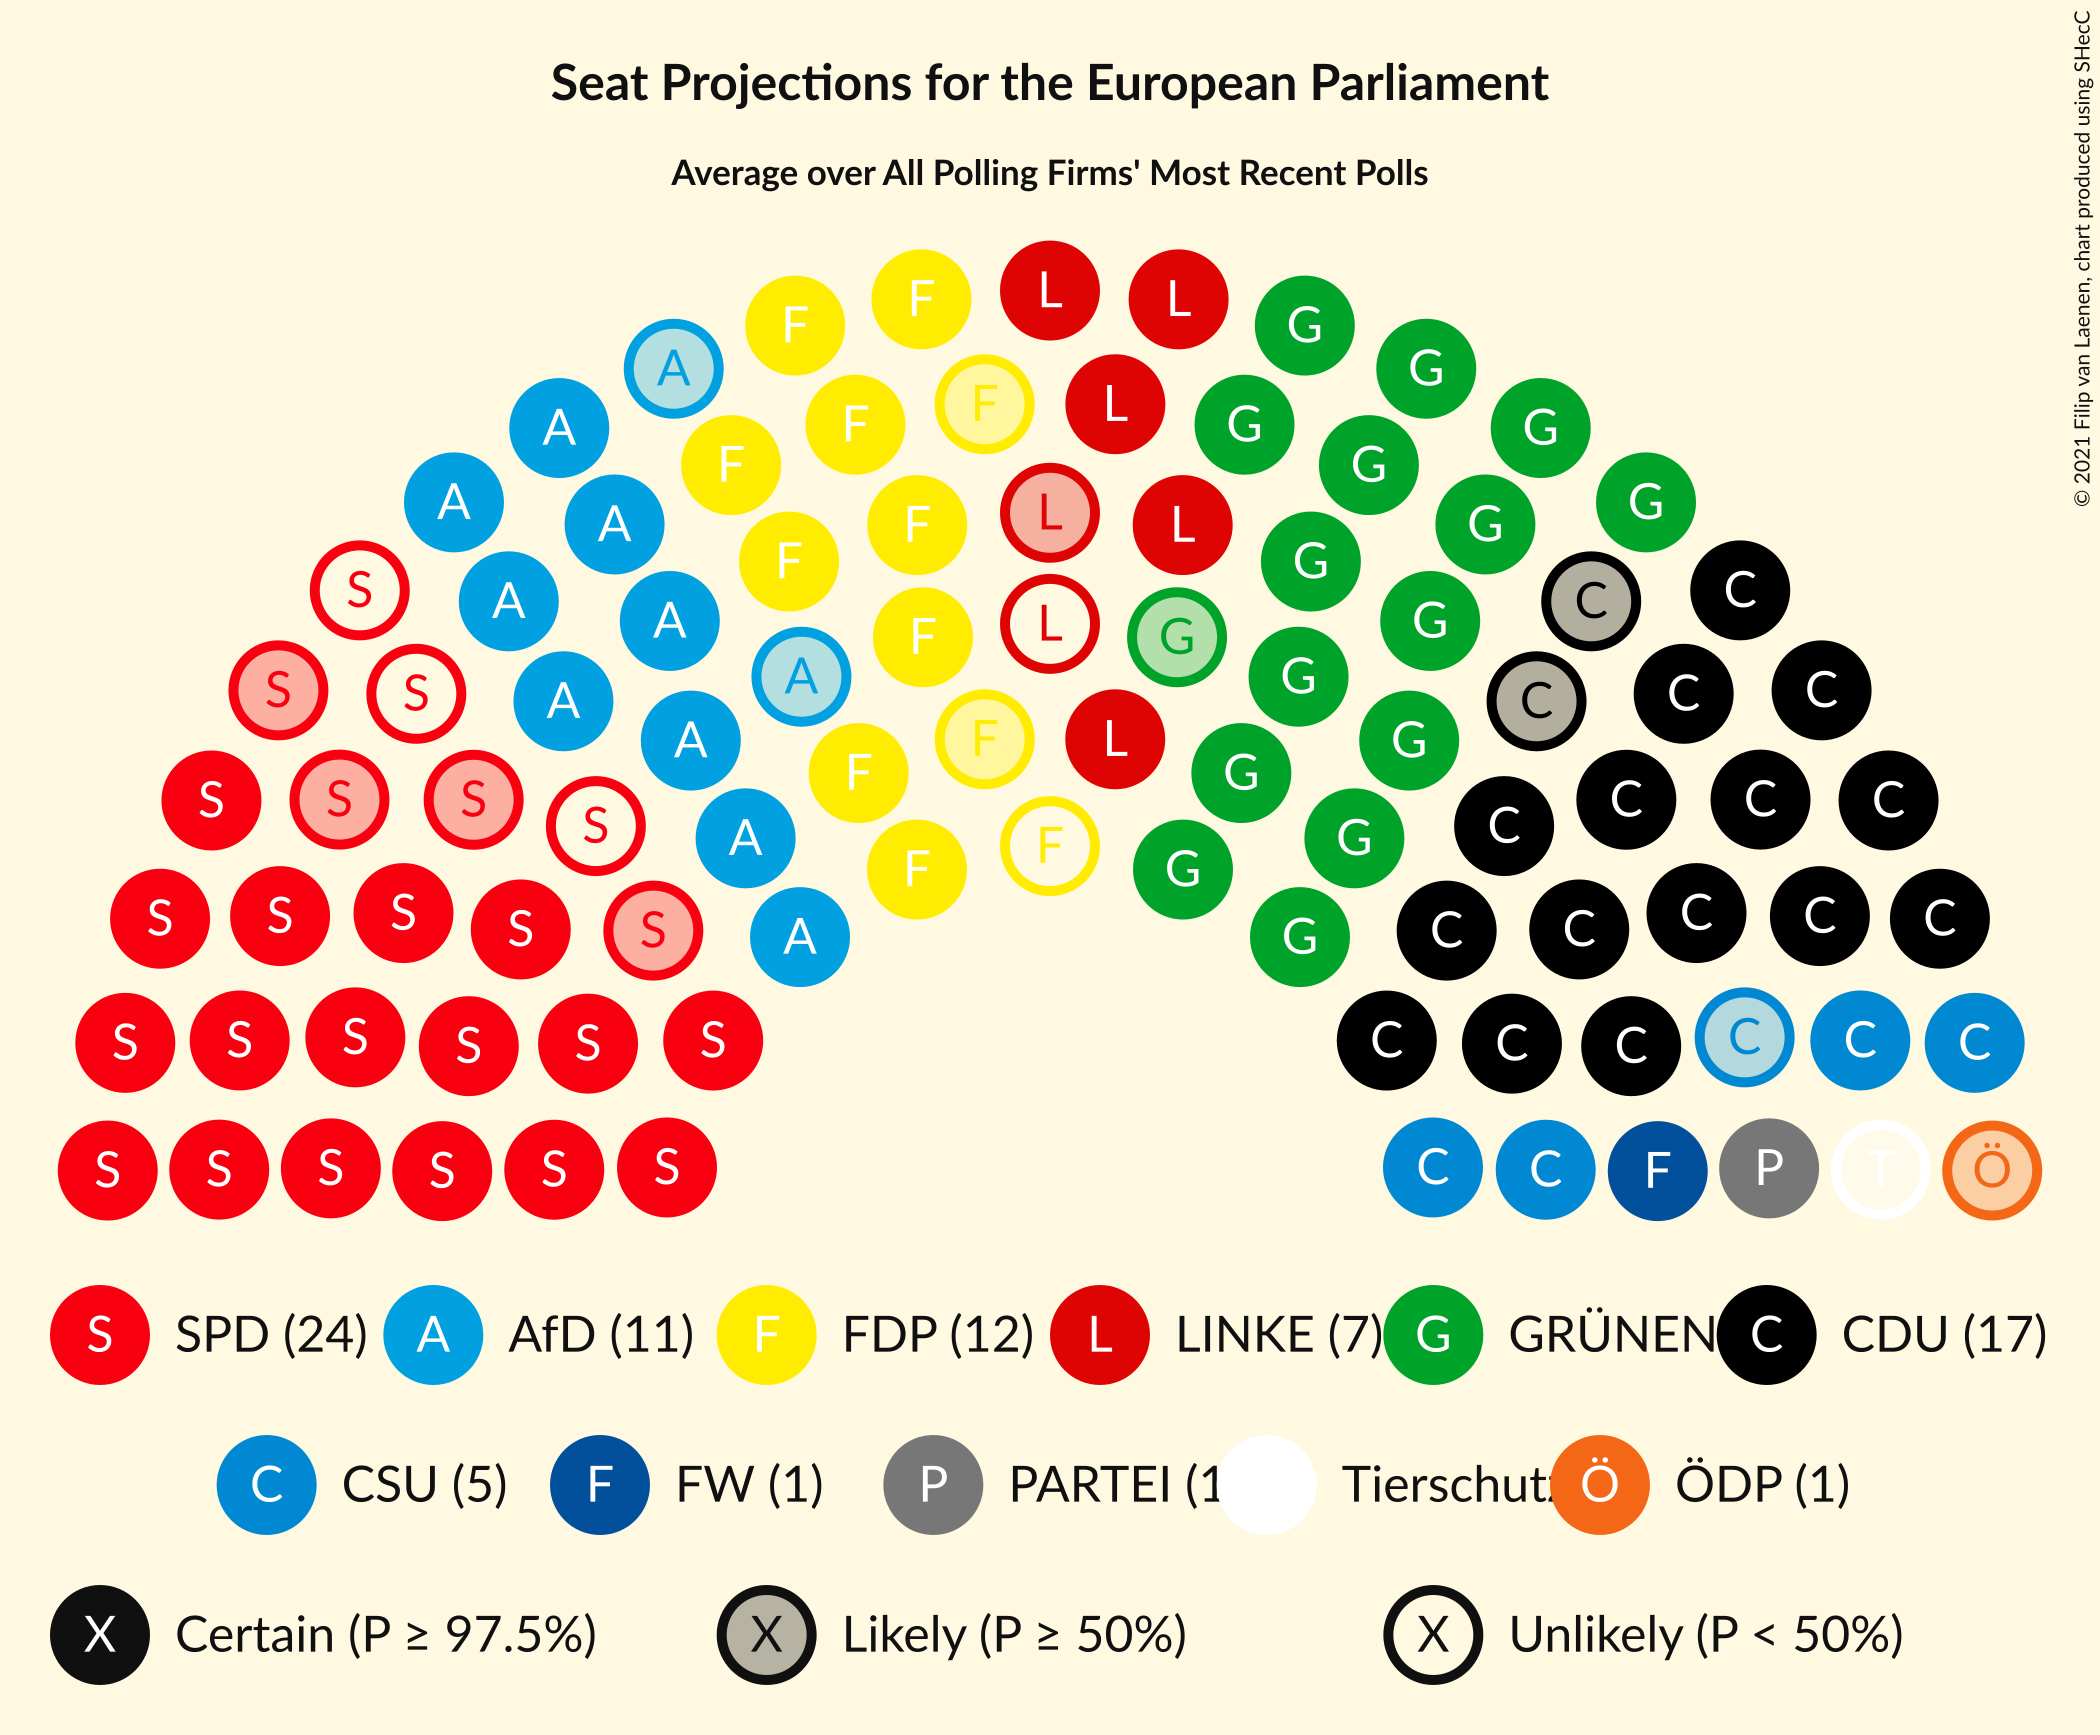 Seat Projections for the European Parliament
Average over All Polling Firms' Most Recent Polls
© 2021 Filip van Laenen, chart produced using SHecC
L
F L
F G
A F L G
F F G
A G
F G
A G
A F L G
A F L G
A G
F G
S A C C
A G
F L G
S A C
S A G C
A G C
F L
A G
F G
S S S C C C
S C
A G
F
F G
S S S C C C
S S C C
A G
S S S S S S C C C C C C
S S S S S S C C F P T Ö
S SPD (24) A AfD (11) F FDP (12) L LINKE (7) G GRÜNEN C CDU (17)
C CSU (5) F FW (1) P PARTEI (1 Tierschutz Ö ÖDP (1)
X Certain (P ≥ 97.5%) X Likely (P ≥ 50%) X Unlikely (P < 50%)